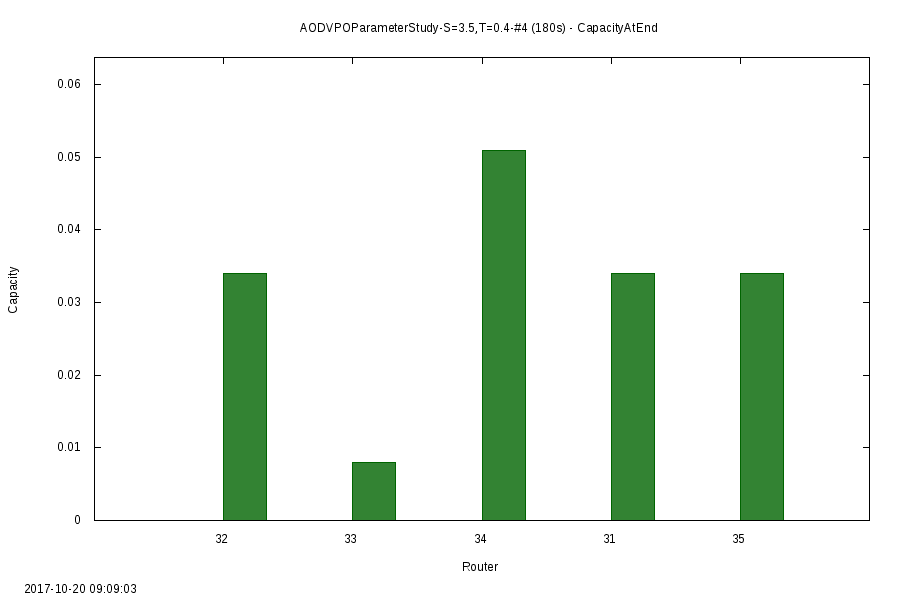 AODVPOParameterStudy-S=3.5,T=0.4-#4 (180s) - CapacityAtEnd
0.06
0.05
0.04
0.03
0.02
0.01
0
Capacity
32 33 34 31 35
Router
2017-10-20 09:09:03